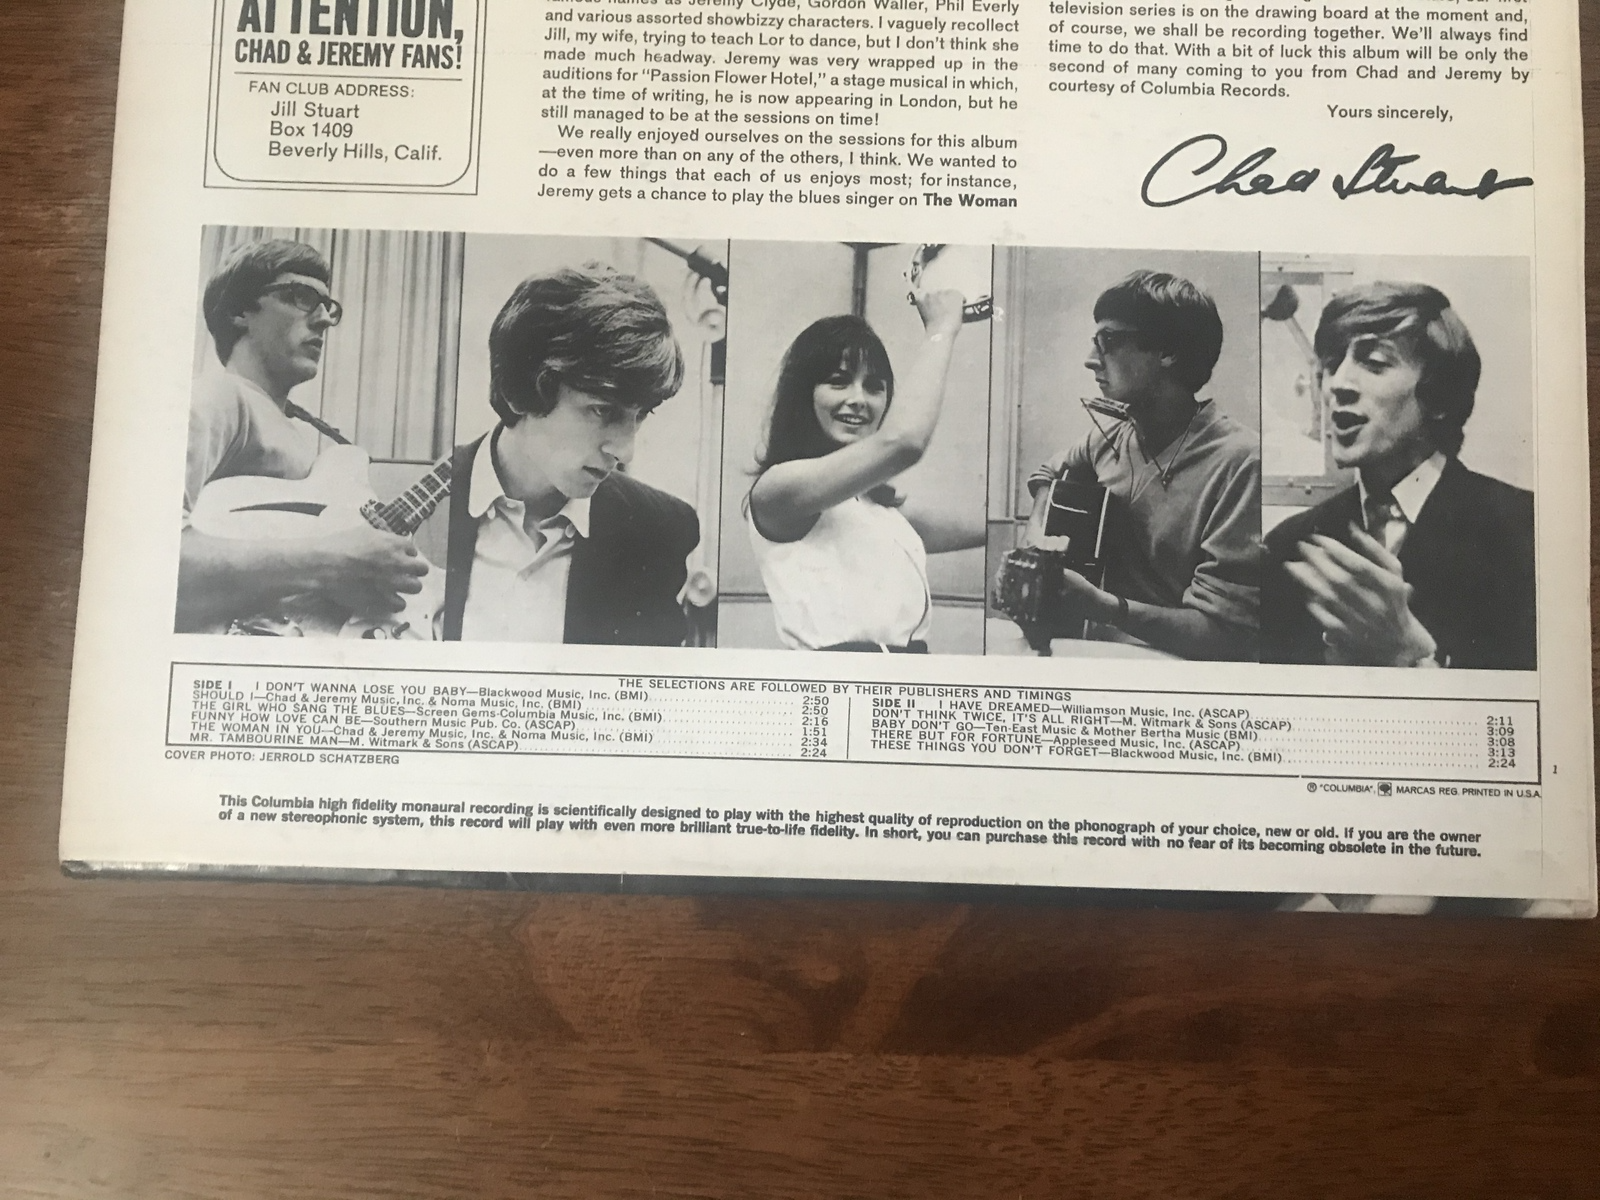 ATTENTION,
CHAD & JEREMY FANS!
FAN CLUB ADDRESS:
Jill Stuart
Box 1409
Beverly Hills, Calif.
names as Jeremy Clyde, Gordon Waller, Phil Everly
and various assorted showbizzy characters. I vaguely recollect
Jill, my wife, trying to teach Lor to dance, but I don't think she
made much headway. Jeremy was very wrapped up in the
auditions for "Passion Flower Hotel," a stage musical in which,
at the time of writing, he is now appearing in London, but he
still managed to be at the sessions on time!
We really enjoyed ourselves on the sessions for this album
—even more than on any of the others, I think. We wanted to
do a few things that each of us enjoys most; for instance,
Jeremy gets a chance to play the blues singer on The Woman
television series is on the drawing board at the moment and,
of course, we shall be recording together. We'll always find
time to do that. With a bit of luck this album will be only the
second of many coming to you from Chad and Jeremy by
courtesy of Columbia Records.
Yours sincerely,
Chad Stuart
THE SELECTIONS ARE FOLLOWED BY THEIR PUBLISHERS AND TIMINGS
SIDE I I DON'T WANNA LOSE YOU BABY—Blackwood Music, Inc. (BMI) 2:50
SHOULD I—Chad & Jeremy Music, Inc. & Noma Music, Inc. (BMI) 2:50
THE GIRL WHO SANG THE BLUES—Screen Gems-Columbia Music, Inc. (BMI) 2:16
FUNNY HOW LOVE CAN BE—Southern Music Pub. Co. (ASCAP) 1:51
THE WOMAN IN YOU—Chad & Jeremy Music, Inc. & Noma Music, Inc. (BMI) 2:34
MR. TAMBOURINE MAN—M. Witmark & Sons (ASCAP) 2:24
SIDE II I HAVE DREAMED—Williamson Music, Inc. (ASCAP) 2:11
DON'T THINK TWICE, IT'S ALL RIGHT—M. Witmark & Sons (ASCAP) 3:09
BABY DON'T GO—Ten-East Music & Mother Bertha Music (BMI) 3:08
THERE BUT FOR FORTUNE—Appleseed Music, Inc. (ASCAP) 3:13
THESE THINGS YOU DON'T FORGET—Blackwood Music, Inc. (BMI) 2:24
COVER PHOTO: JERROLD SCHATZBERG
1
® "COLUMBIA", MARCAS REG. PRINTED IN U.S.A.
This Columbia high fidelity monaural recording is scientifically designed to play with the highest quality of reproduction on the phonograph of your choice, new or old. If you are the owner
of a new stereophonic system, this record will play with even more brilliant true-to-life fidelity. In short, you can purchase this record with no fear of its becoming obsolete in the future.